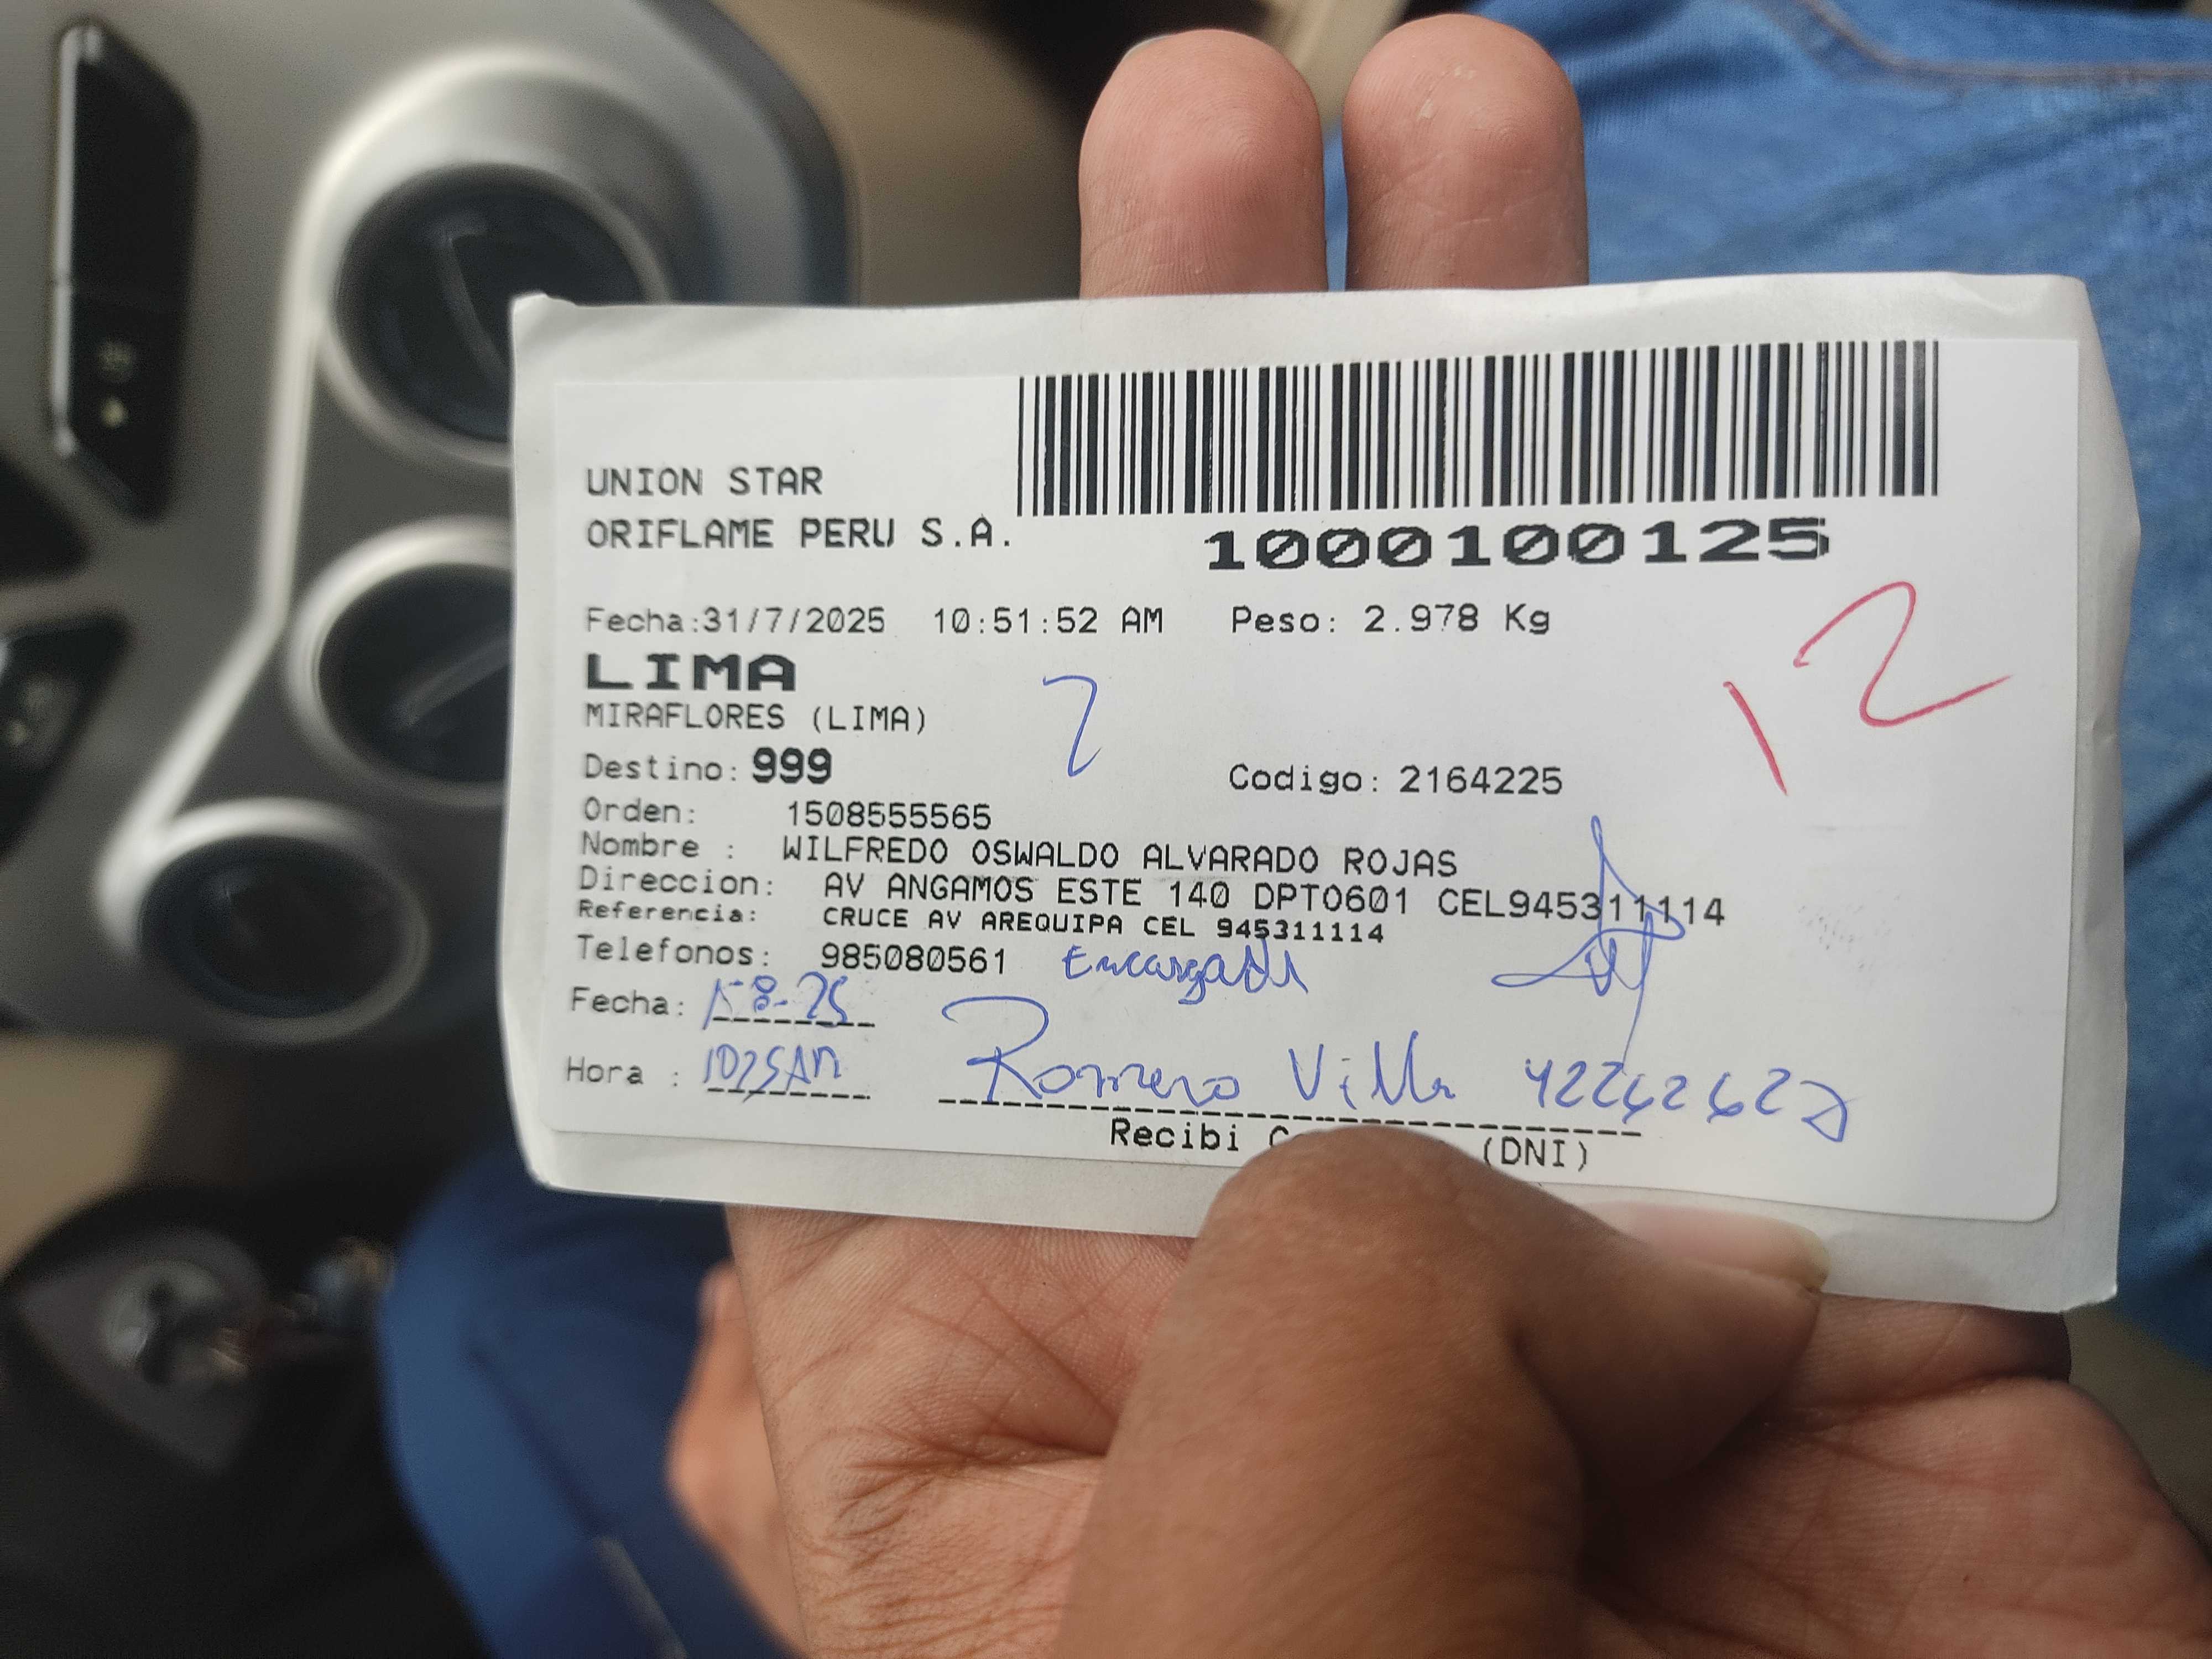 UNION STAR
ORIFLAME PERU S.A.
1000100125
Fecha:31/7/2025 10:51:52 AM Peso: 2.978 Kg
12
LIMA
MIRAFLORES (LIMA)
Destino: 999 Codigo: 2164225
Orden: 1508555565
Nombre : WILFREDO OSWALDO ALVARADO ROJAS
Direccion: AV ANGAMOS ESTE 140 DPTO601 CEL945311114
Referencia: CRUCE AV AREQUIPA CEL 945311114
Telefonos: 985080561
Fecha:
Hora : Romero Villa
Recibi (DNI)